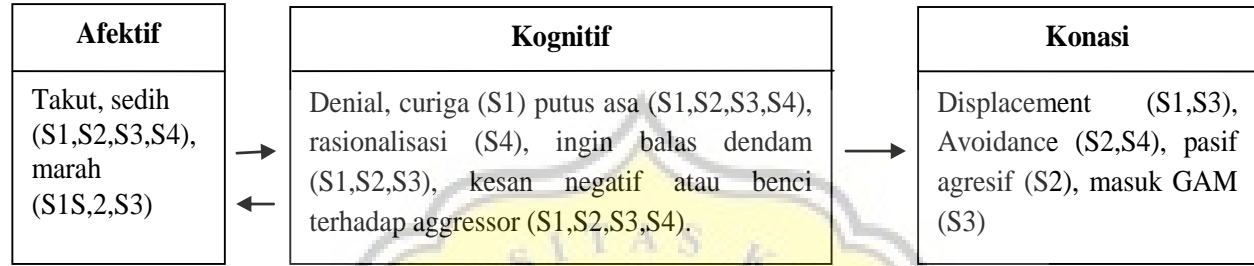 Afektif
Takut, sedih
(S1,S2,S3,S4),
marah
(S1S,2,S3)
Kognitif
Denial, curiga (S1) putus asa (S1,S2,S3,S4),
rasionalisasi (S4), ingin balas dendam
(S1,S2,S3), kesan negatif atau benci
terhadap aggressor (S1,S2,S3,S4).
Konasi
Displacement (S1,S3),
Avoidance (S2,S4), pasif
agresif (S2), masuk GAM
(S3)